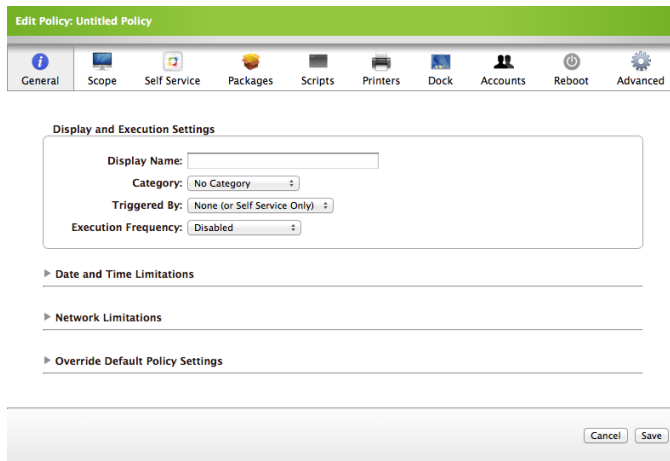 Edit Policy: Untitled Policy
General Scope Self Service Packages Scripts Printers Dock Accounts Reboot Advanced
Display and Execution Settings
Display Name:
Category: No Category
Triggered By: None (or Self Service Only)
Execution Frequency: Disabled
Date and Time Limitations
Network Limitations
Override Default Policy Settings
Cancel Save